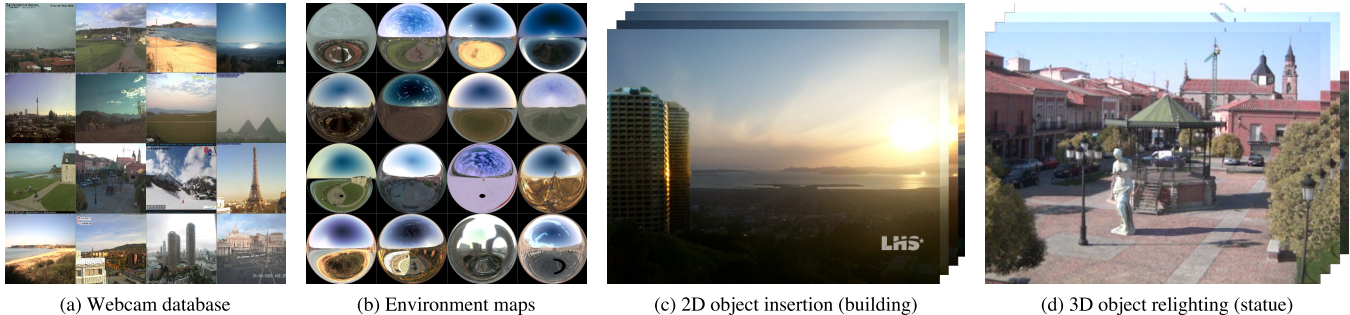 LHS
(a) Webcam database
(b) Environment maps
(c) 2D object insertion (building)
(d) 3D object relighting (statue)